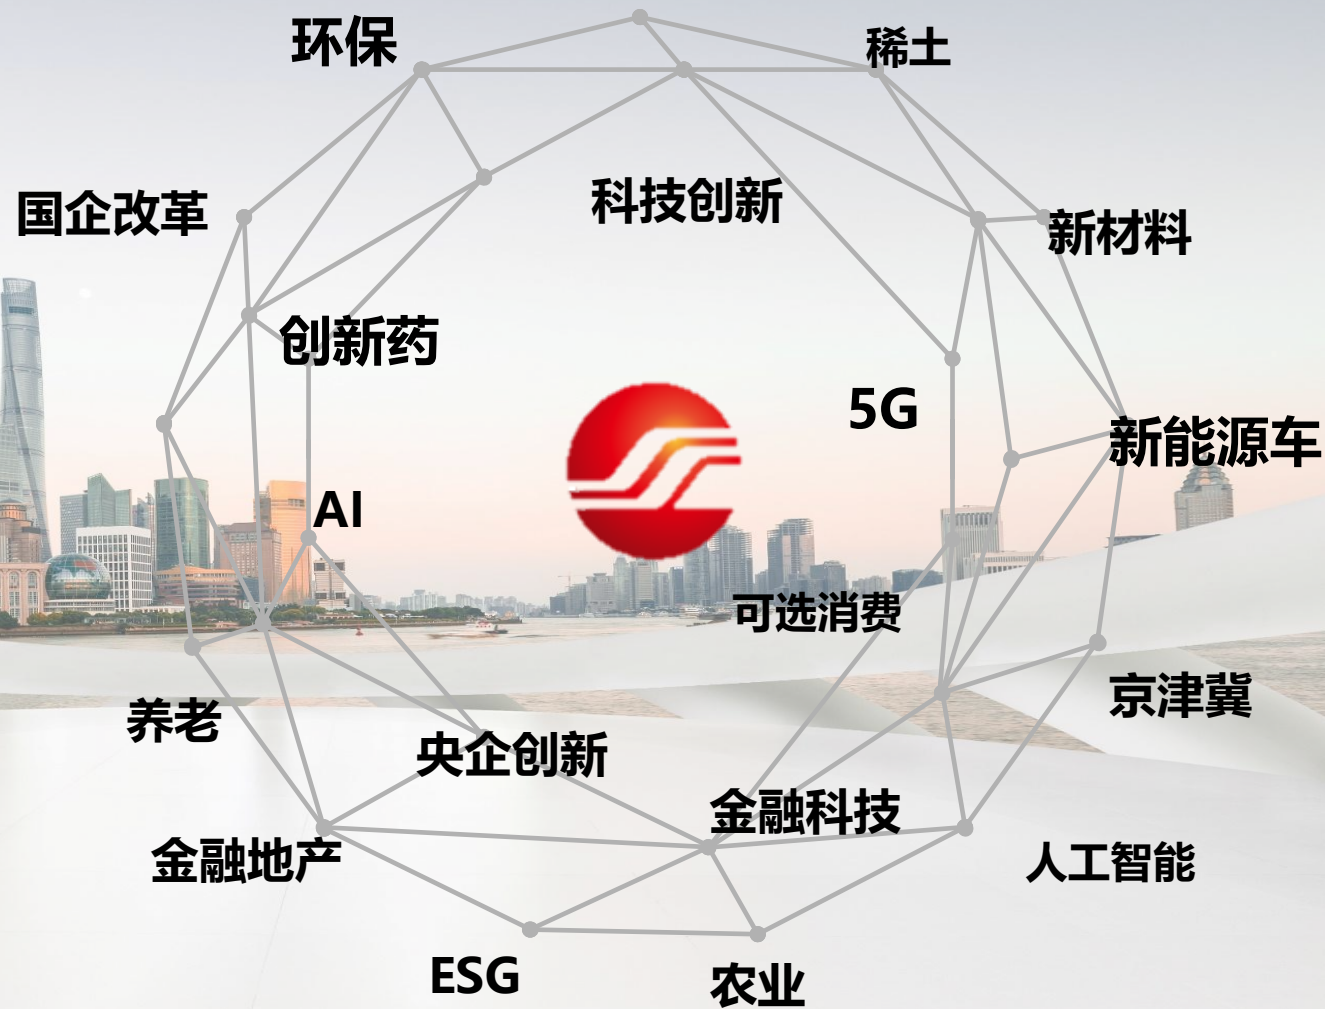 环保
稀土
科技创新
国企改革
新材料
创新药
5G
新能源车
AI
可选消费
京津冀
养老
央企创新
金融科技
金融地产
人工智能
ESG
农业